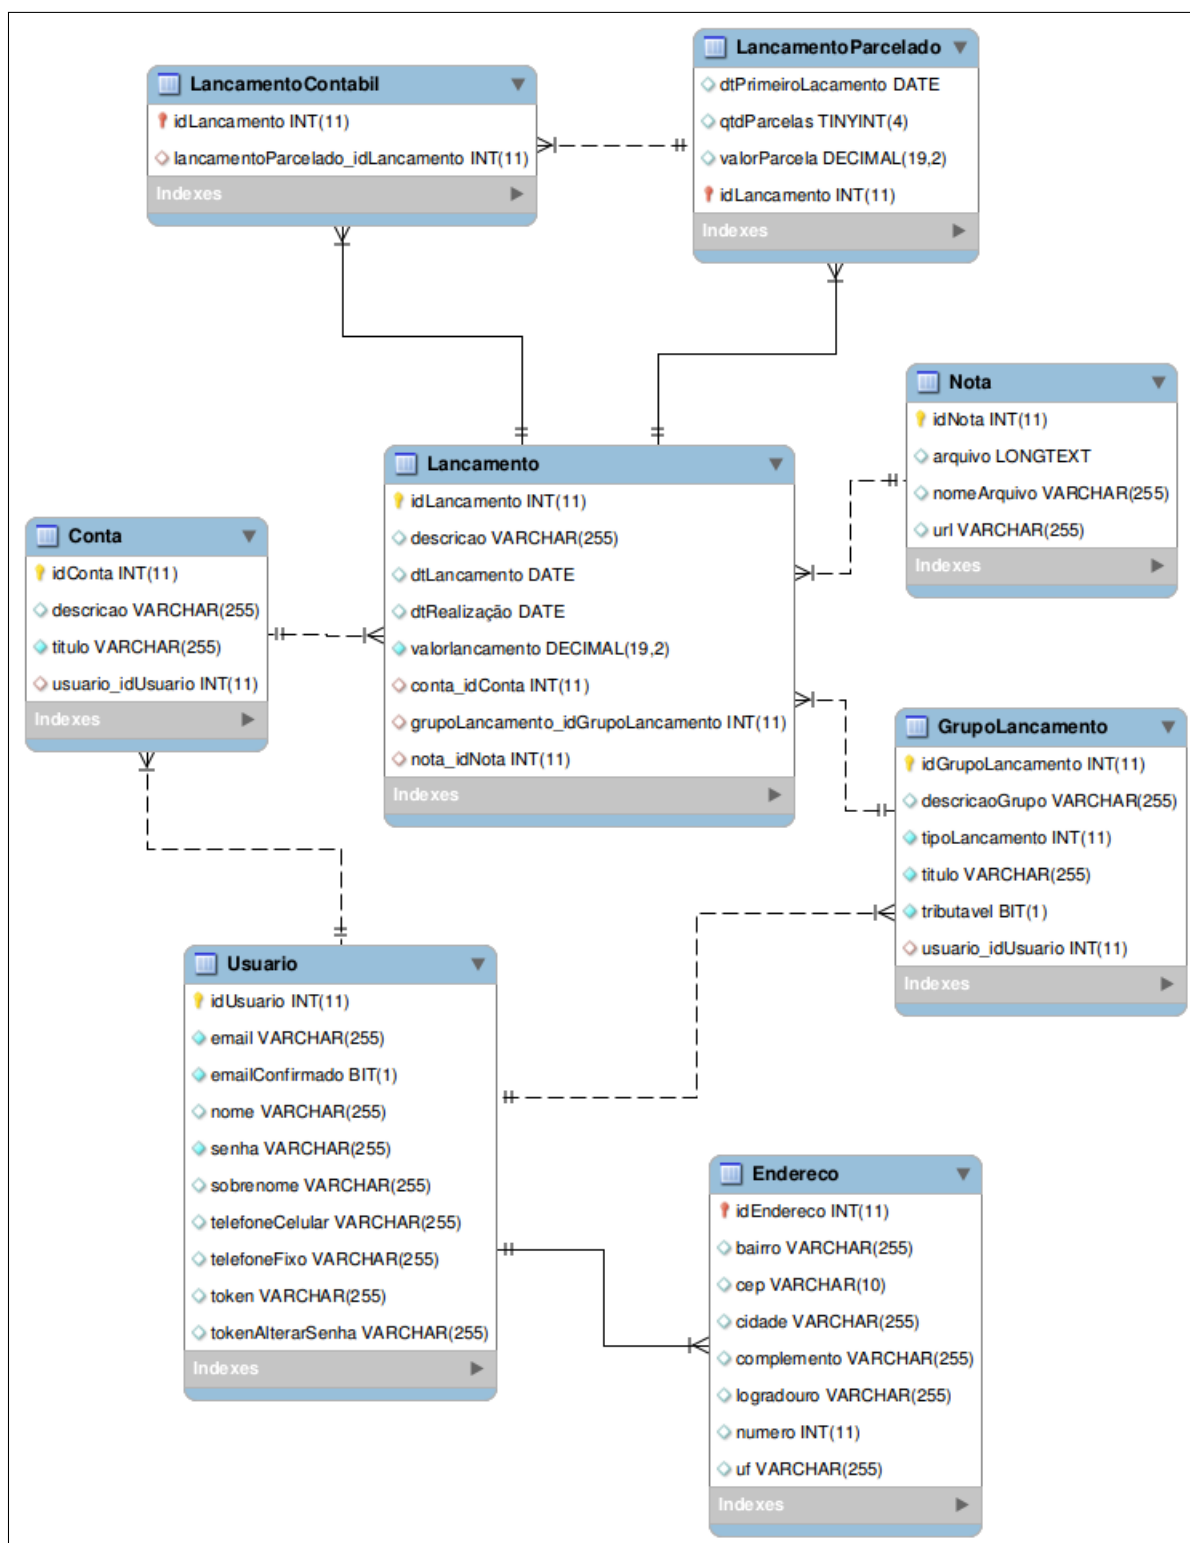 LancamentoParcelado
dtPrimeiroLacamento DATE
qtdParcelas TINYINT(4)
valorParcela DECIMAL(19,2)
idLancamento INT(11)
Indexes
LancamentoContabil
idLancamento INT(11)
lancamentoParcelado_idLancamento INT(11)
Indexes
Nota
idNota INT(11)
arquivo LONGTEXT
nomeArquivo VARCHAR(255)
url VARCHAR(255)
Indexes
Lancamento
idLancamento INT(11)
descricao VARCHAR(255)
dtLancamento DATE
dtRealização DATE
valorlancamento DECIMAL(19,2)
conta_idConta INT(11)
grupoLancamento_idGrupoLancamento INT(11)
nota_idNota INT(11)
Indexes
Conta
idConta INT(11)
descricao VARCHAR(255)
titulo VARCHAR(255)
usuario_idUsuario INT(11)
Indexes
GrupoLancamento
idGrupoLancamento INT(11)
descricaoGrupo VARCHAR(255)
tipoLancamento INT(11)
titulo VARCHAR(255)
tributavel BIT(1)
usuario_idUsuario INT(11)
Indexes
Usuario
idUsuario INT(11)
email VARCHAR(255)
emailConfirmado BIT(1)
nome VARCHAR(255)
senha VARCHAR(255)
sobrenome VARCHAR(255)
telefoneCelular VARCHAR(255)
telefoneFixo VARCHAR(255)
token VARCHAR(255)
tokenAlterarSenha VARCHAR(255)
Indexes
Endereco
idEndereco INT(11)
bairro VARCHAR(255)
cep VARCHAR(10)
cidade VARCHAR(255)
complemento VARCHAR(255)
logradouro VARCHAR(255)
numero INT(11)
uf VARCHAR(255)
Indexes